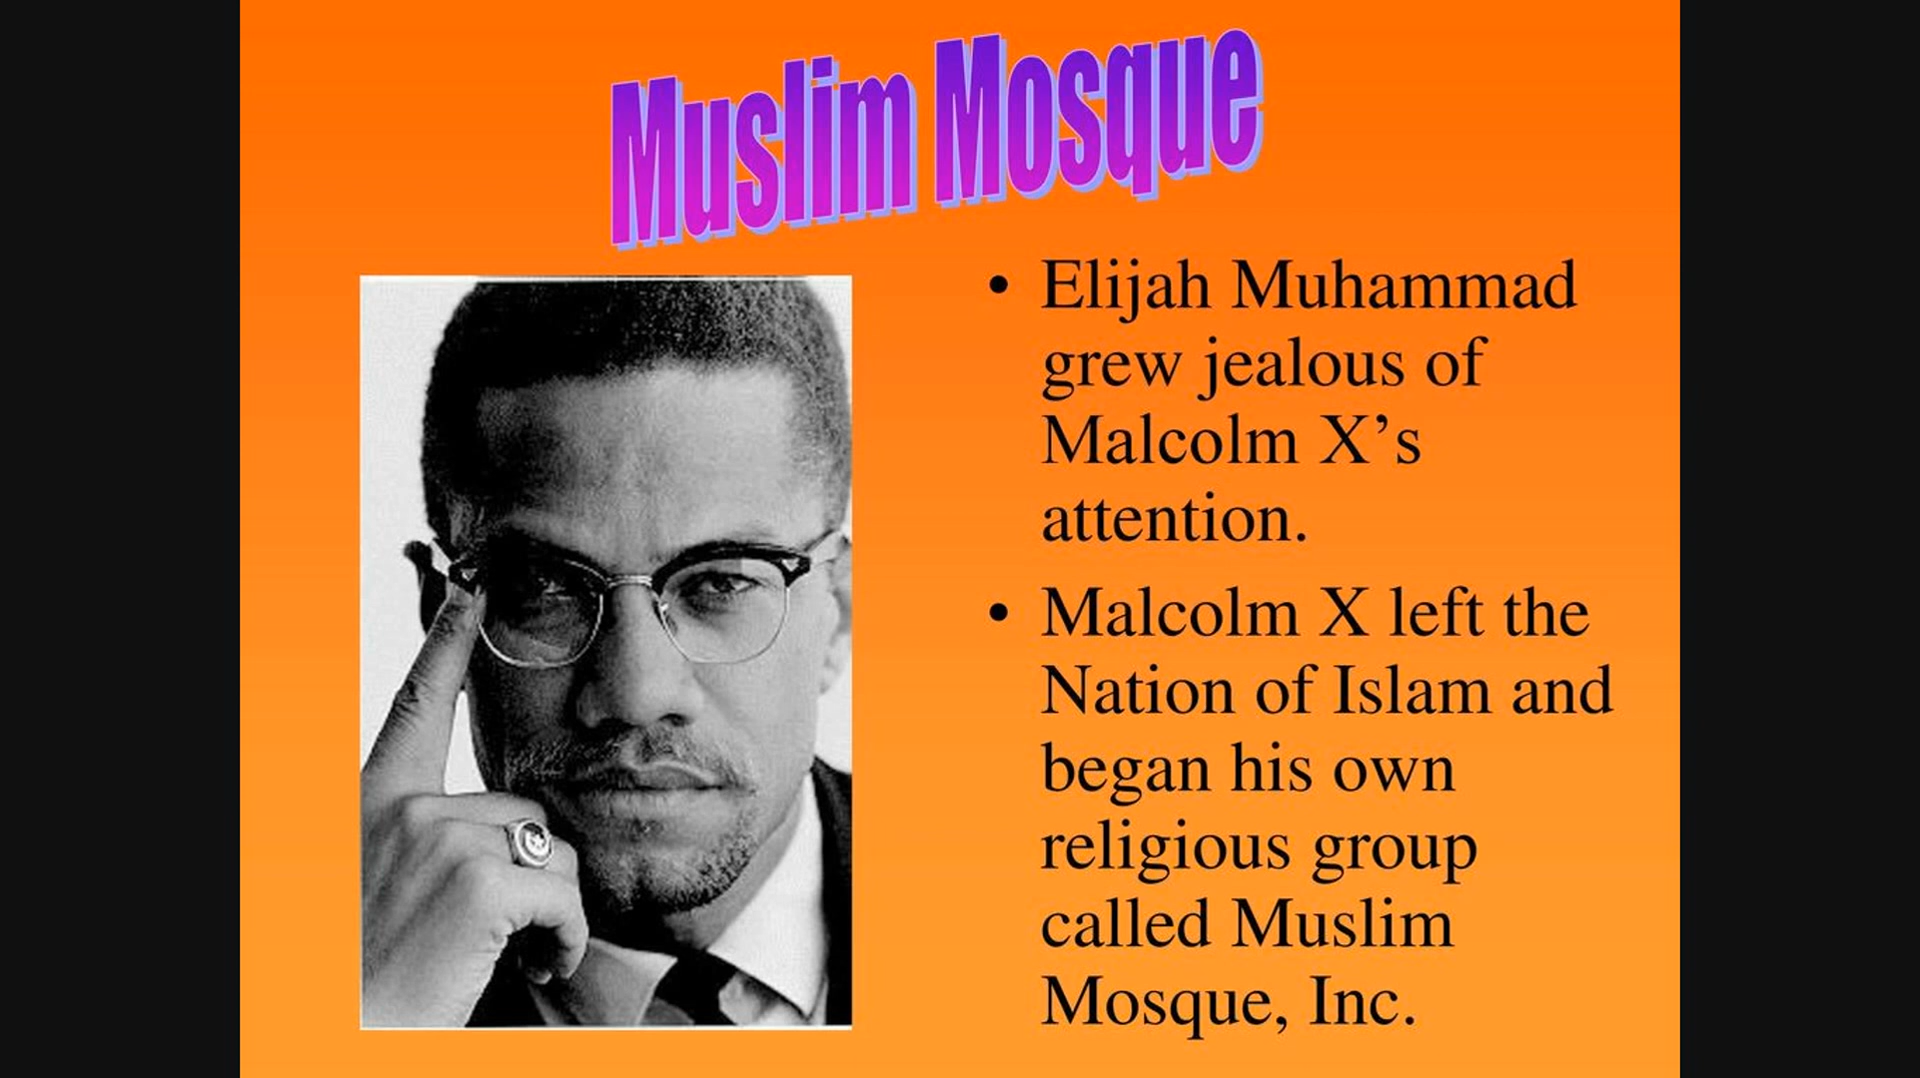 Muslim Mosque
• Elijah Muhammad
grew jealous of
Malcolm X’s
attention.
• Malcolm X left the
Nation of Islam and
began his own
religious group
called Muslim
Mosque, Inc.